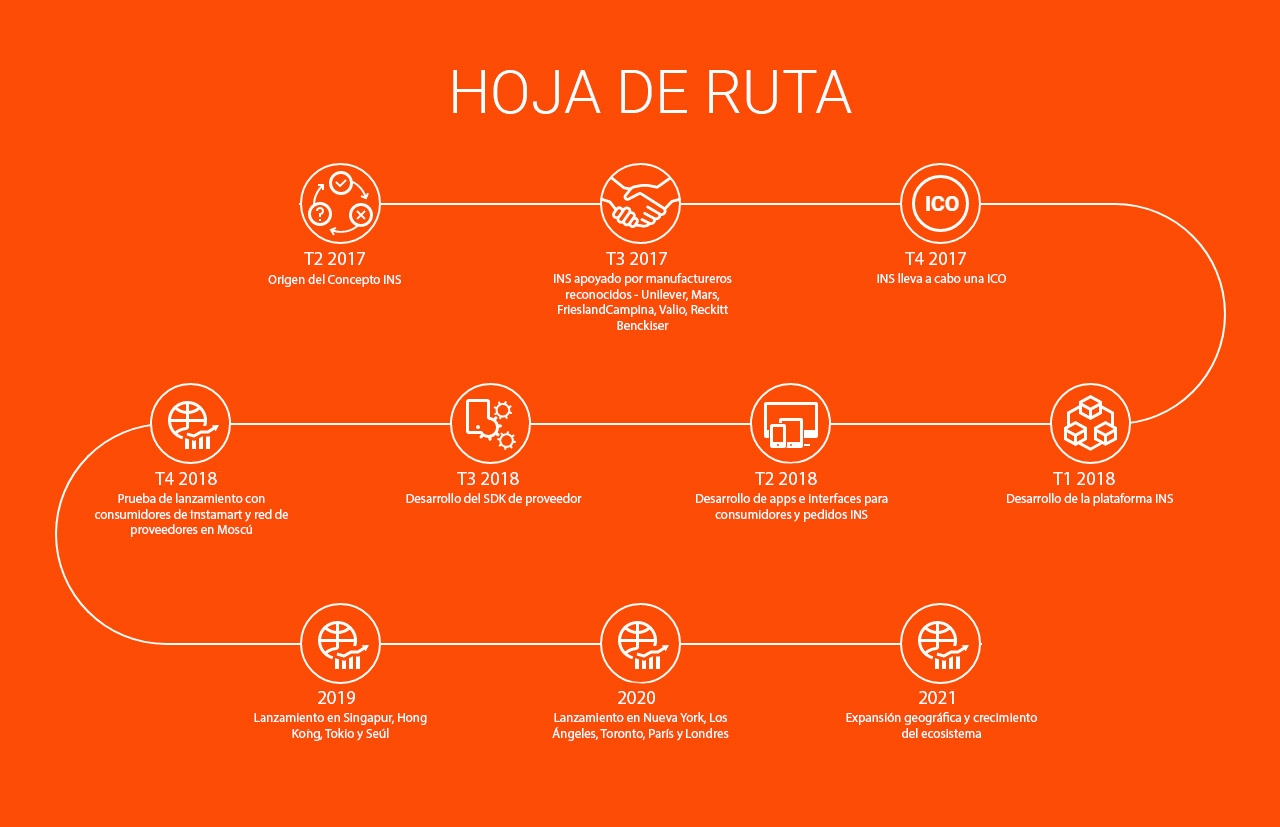 HOJA DE RUTA
ICO
T2 2017
Origen del Concepto INS
T3 2017
INS apoyado por manufactureros
reconocidos - Unilever, Mars,
FrieslandCampina, Valio, Reckitt
Benckiser
T4 2017
INS lleva a cabo una ICO
T4 2018
Prueba de lanzamiento con
consumidores de Instamart y red de
proveedores en Moscú
T3 2018
Desarrollo del SDK de proveedor
T2 2018
Desarrollo de apps e interfaces para
consumidores y pedidos INS
T1 2018
Desarrollo de la plataforma INS
2019
Lanzamiento en Singapur, Hong
Kong, Tokio y Seúl
2020
Lanzamiento en Nueva York, Los
Ángeles, Toronto, París y Londres
2021
Expansión geográfica y crecimiento
del ecosistema